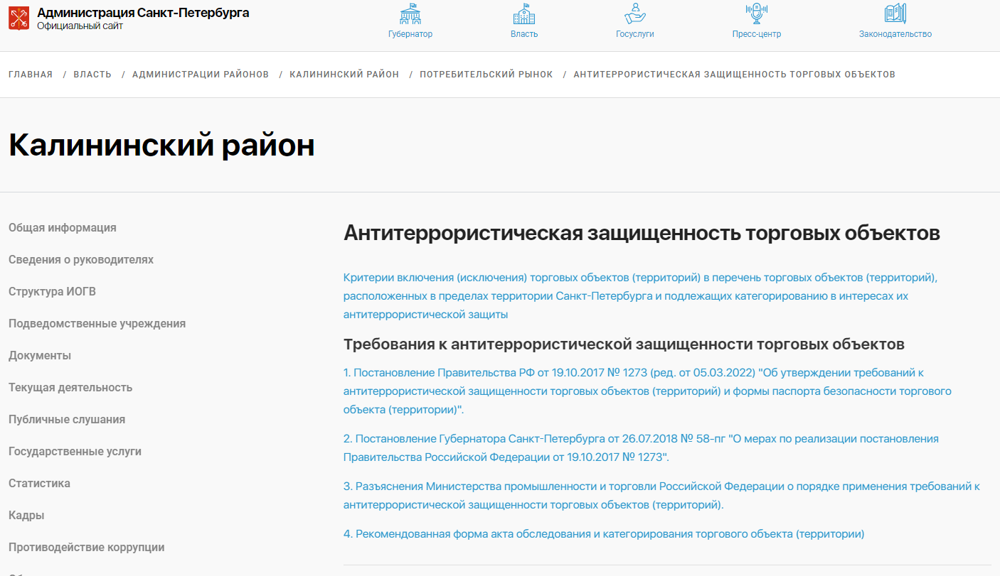 Администрация Санкт-Петербурга
Официальный сайт
Губернатор
Власть
Госуслуги
Пресс-центр
Законодательство
ГЛАВНАЯ / ВЛАСТЬ / АДМИНИСТРАЦИИ РАЙОНОВ / КАЛИНИНСКИЙ РАЙОН / ПОТРЕБИТЕЛЬСКИЙ РЫНОК / АНТИТЕРРОРИСТИЧЕСКАЯ ЗАЩИЩЕННОСТЬ ТОРГОВЫХ ОБЪЕКТОВ
Калининский район
Общая информация
Сведения о руководителях
Структура ИОГВ
Подведомственные учреждения
Документы
Текущая деятельность
Публичные слушания
Государственные услуги
Статистика
Кадры
Противодействие коррупции
Антитеррористическая защищенность торговых объектов
Критерии включения (исключения) торговых объектов (территорий) в перечень торговых объектов (территорий),
расположенных в пределах территории Санкт-Петербурга и подлежащих категорированию в интересах их
антитеррористической защиты
Требования к антитеррористической защищенности торговых объектов
1. Постановление Правительства РФ от 19.10.2017 № 1273 (ред. от 05.03.2022) "Об утверждении требований к
антитеррористической защищенности торговых объектов (территорий) и формы паспорта безопасности торгового
объекта (территории)".
2. Постановление Губернатора Санкт-Петербурга от 26.07.2018 № 58-пг "О мерах по реализации постановления
Правительства Российской Федерации от 19.10.2017 № 1273".
3. Разъяснения Министерства промышленности и торговли Российской Федерации о порядке применения требований к
антитеррористической защищенности торговых объектов (территорий).
4. Рекомендованная форма акта обследования и категорирования торгового объекта (территории)